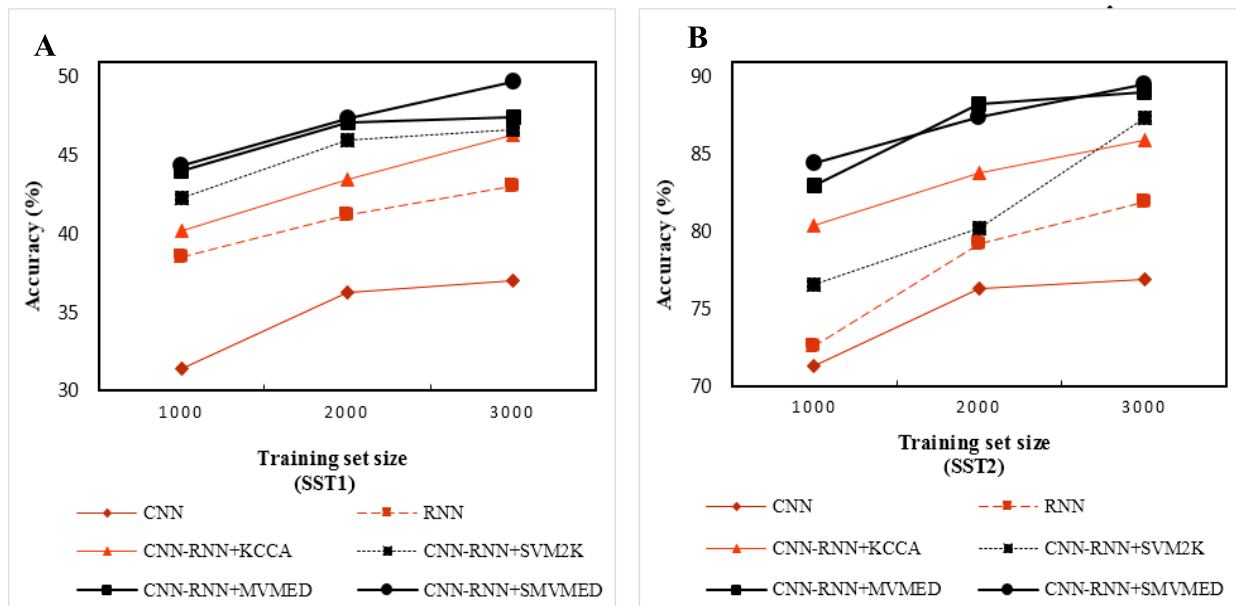 A
50
45
40
35
30
Accuracy (%)
1000 2000 3000
Training set size
(SST1)
CNN
RNN
CNN-RNN+KCCA
CNN-RNN+SVM2K
CNN-RNN+MVMED
CNN-RNN+SMVMED
B
90
85
80
75
70
Accuracy (%)
1000 2000 3000
Training set size
(SST2)
CNN
RNN
CNN-RNN+KCCA
CNN-RNN+SVM2K
CNN-RNN+MVMED
CNN-RNN+SMVMED